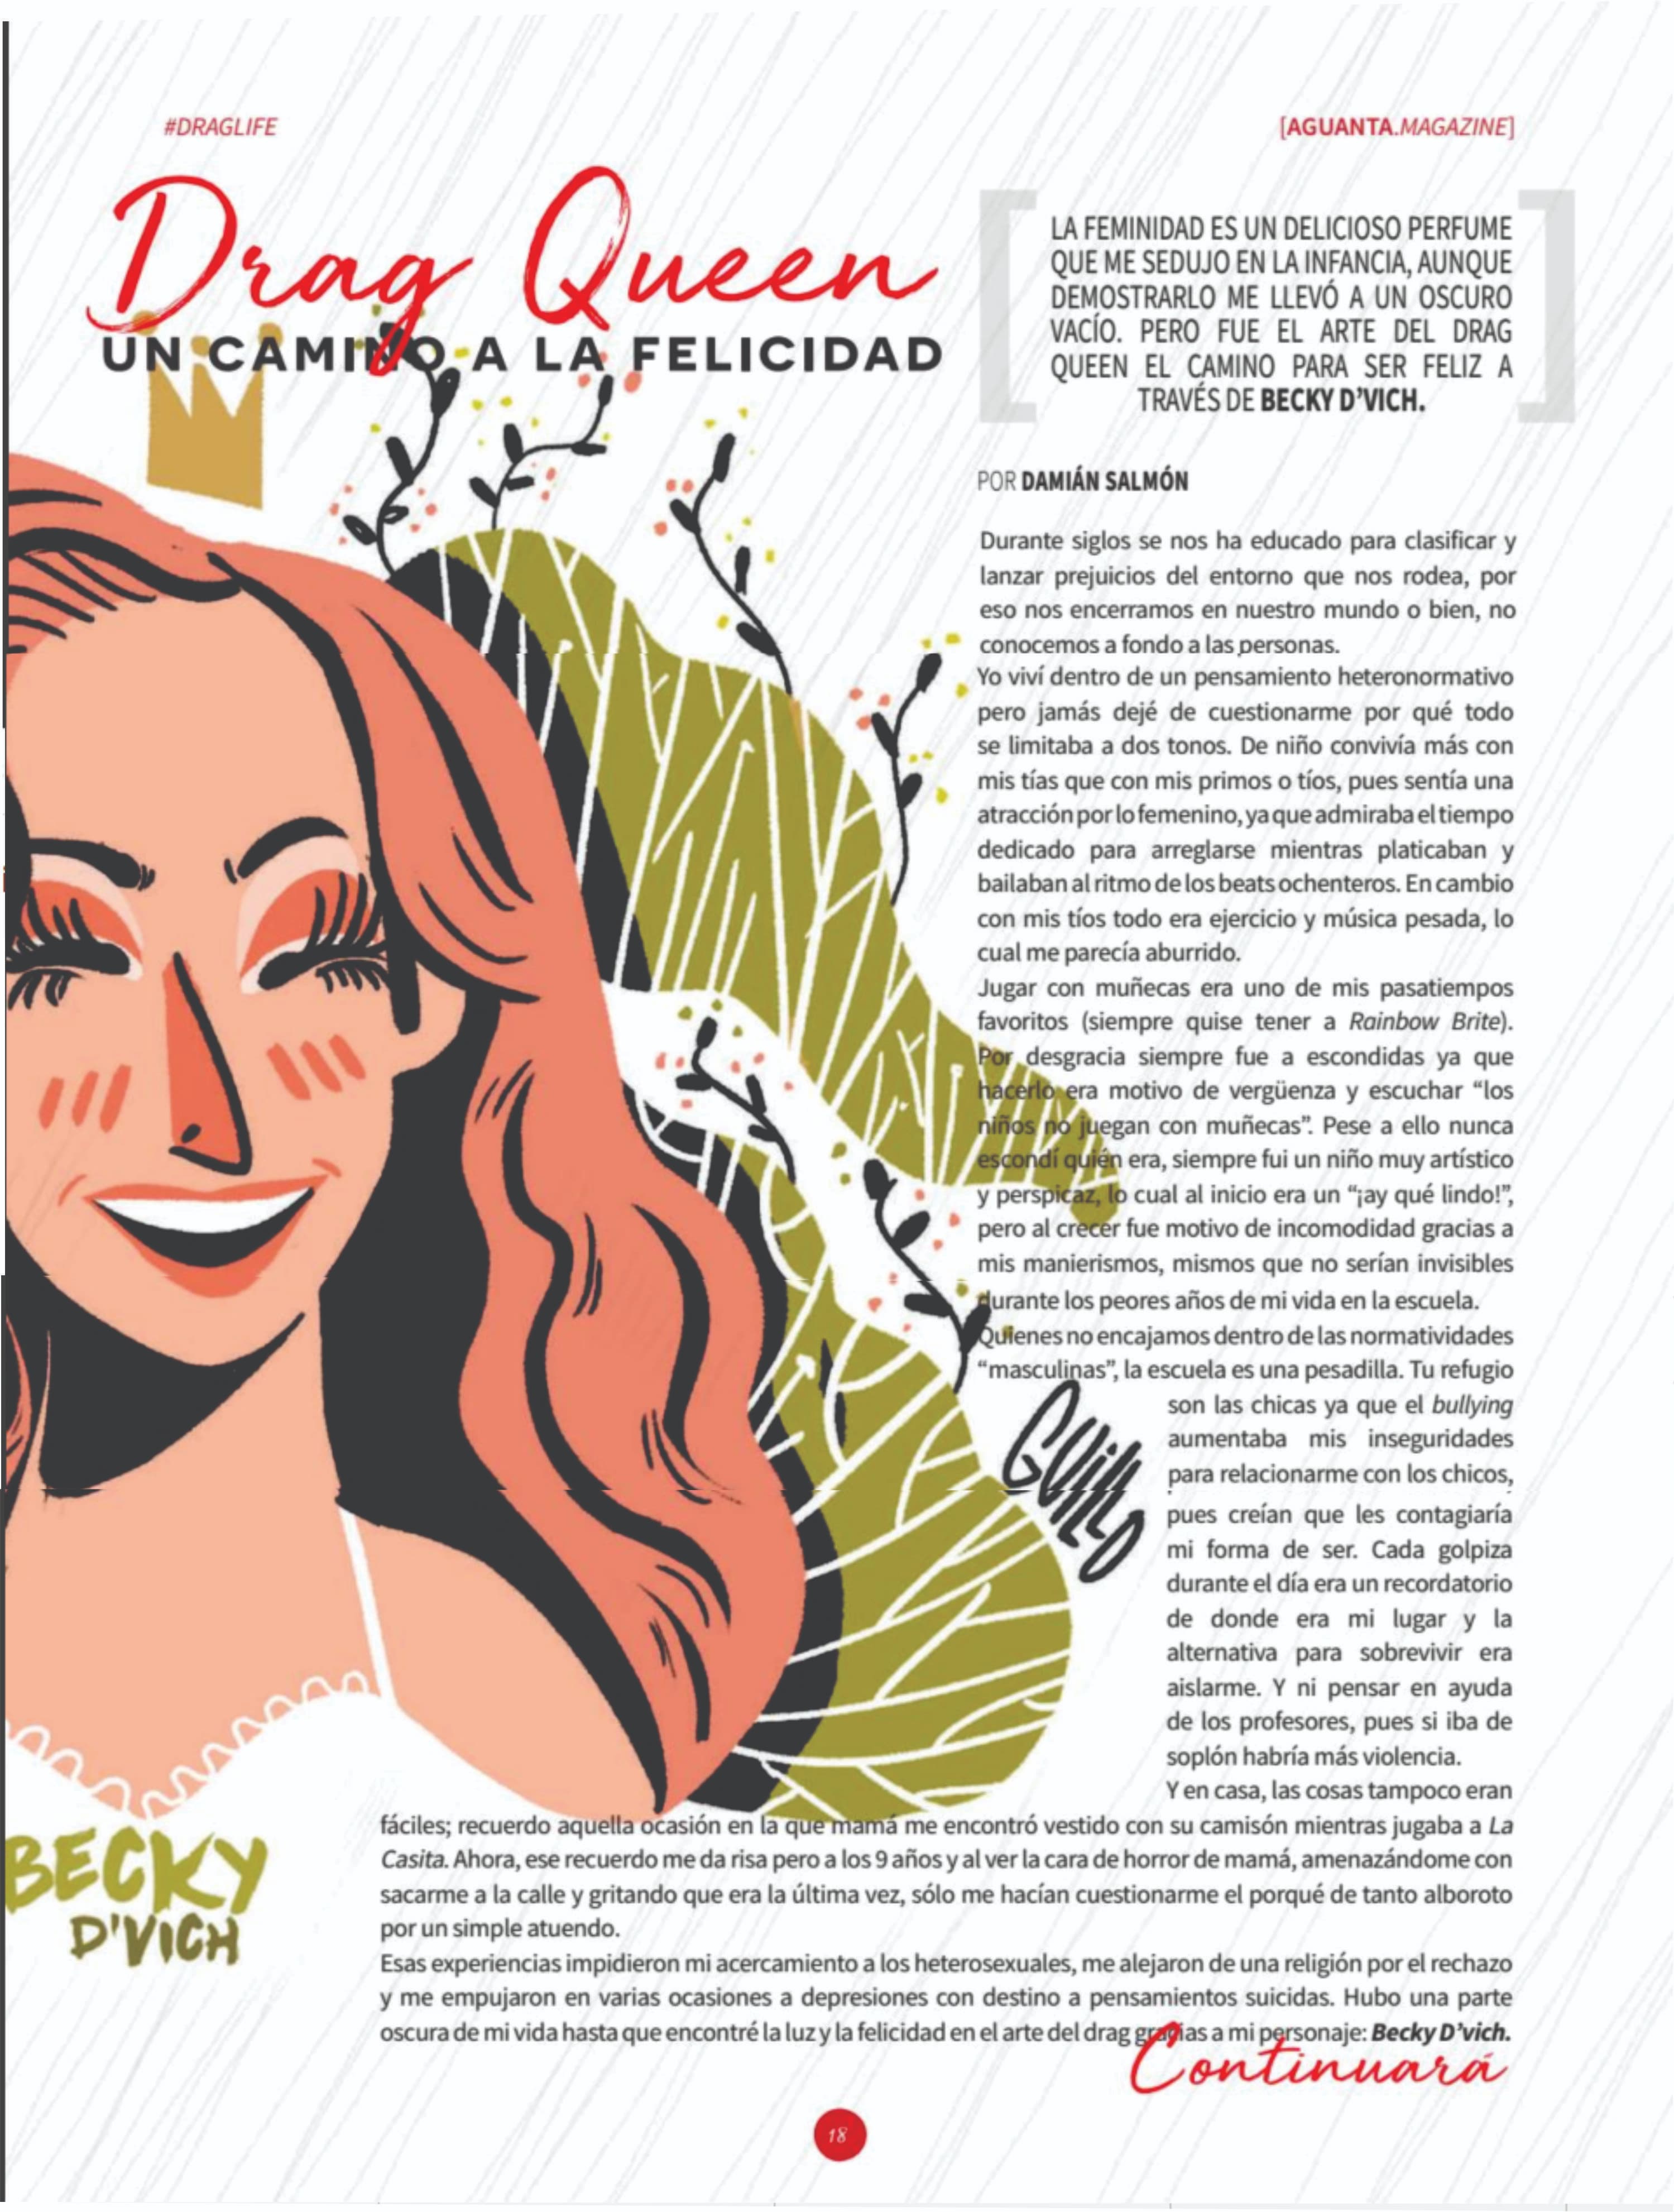 #DRAGLIFE
[AGUANTA.MAGAZINE]
Drag Queen
UN CAMINO A LA FELICIDAD
LA FEMINIDAD ES UN DELICIOSO PERFUME
QUE ME SEDUJO EN LA INFANCIA, AUNQUE
DEMOSTRARLO ME LLEVÓ A UN OSCURO
VACÍO. PERO FUE EL ARTE DEL DRAG
QUEEN EL CAMINO PARA SER FELIZ A
TRAVÉS DE BECKY D'VICH.
POR DAMIÁN SALMÓN
Durante siglos se nos ha educado para clasificar y
lanzar prejuicios del entorno que nos rodea, por
eso nos encerramos en nuestro mundo o bien, no
conocemos a fondo a las personas.
Yo viví dentro de un pensamiento heteronormativo
pero jamás dejé de cuestionarme por qué todo
se limitaba a dos tonos. De niño convivía más con
mis tías que con mis primos o tíos, pues sentía una
atracción por lo femenino, ya que admiraba el tiempo
dedicado para arreglarse mientras platicaban y
bailaban al ritmo de los beats ochenteros. En cambio
con mis tíos todo era ejercicio y música pesada, lo
cual me parecía aburrido.
Jugar con muñecas era uno de mis pasatiempos
favoritos (siempre quise tener a Rainbow Brite).
Por desgracia siempre fue a escondidas ya que
hacerlo era motivo de vergüenza y escuchar “los
niños no juegan con muñecas”. Pese a ello nunca
escondí quién era, siempre fui un niño muy artístico
y perspicaz, lo cual al inicio era un “¡ay qué lindo!”,
pero al crecer fue motivo de incomodidad gracias a
mis manierismos, mismos que no serían invisibles
durante los peores años de mi vida en la escuela.
Quienes no encajamos dentro de las normatividades
“masculinas”, la escuela es una pesadilla. Tu refugio
son las chicas ya que el bullying
aumentaba mis inseguridades
para relacionarme con los chicos,
pues creían que les contagiaría
mi forma de ser. Cada golpiza
durante el día era un recordatorio
de donde era mi lugar y la
alternativa para sobrevivir era
aislarme. Y ni pensar en ayuda
de los profesores, pues si iba de
soplón habría más violencia.
Y en casa, las cosas tampoco eran
fáciles; recuerdo aquella ocasión en la que mamá me encontró vestido con su camisón mientras jugaba a La
Casita. Ahora, ese recuerdo me da risa pero a los 9 años y al ver la cara de horror de mamá, amenazándome con
sacarme a la calle y gritando que era la última vez, sólo me hacían cuestionarme el porqué de tanto alboroto
por un simple atuendo.
Esas experiencias impidieron mi acercamiento a los heterosexuales, me alejaron de una religión por el rechazo
y me empujaron en varias ocasiones a depresiones con destino a pensamientos suicidas. Hubo una parte
oscura de mi vida hasta que encontré la luz y la felicidad en el arte del drag gracias a mi personaje: Becky D'vich.
Continuará
BECKY
D'VICH
18